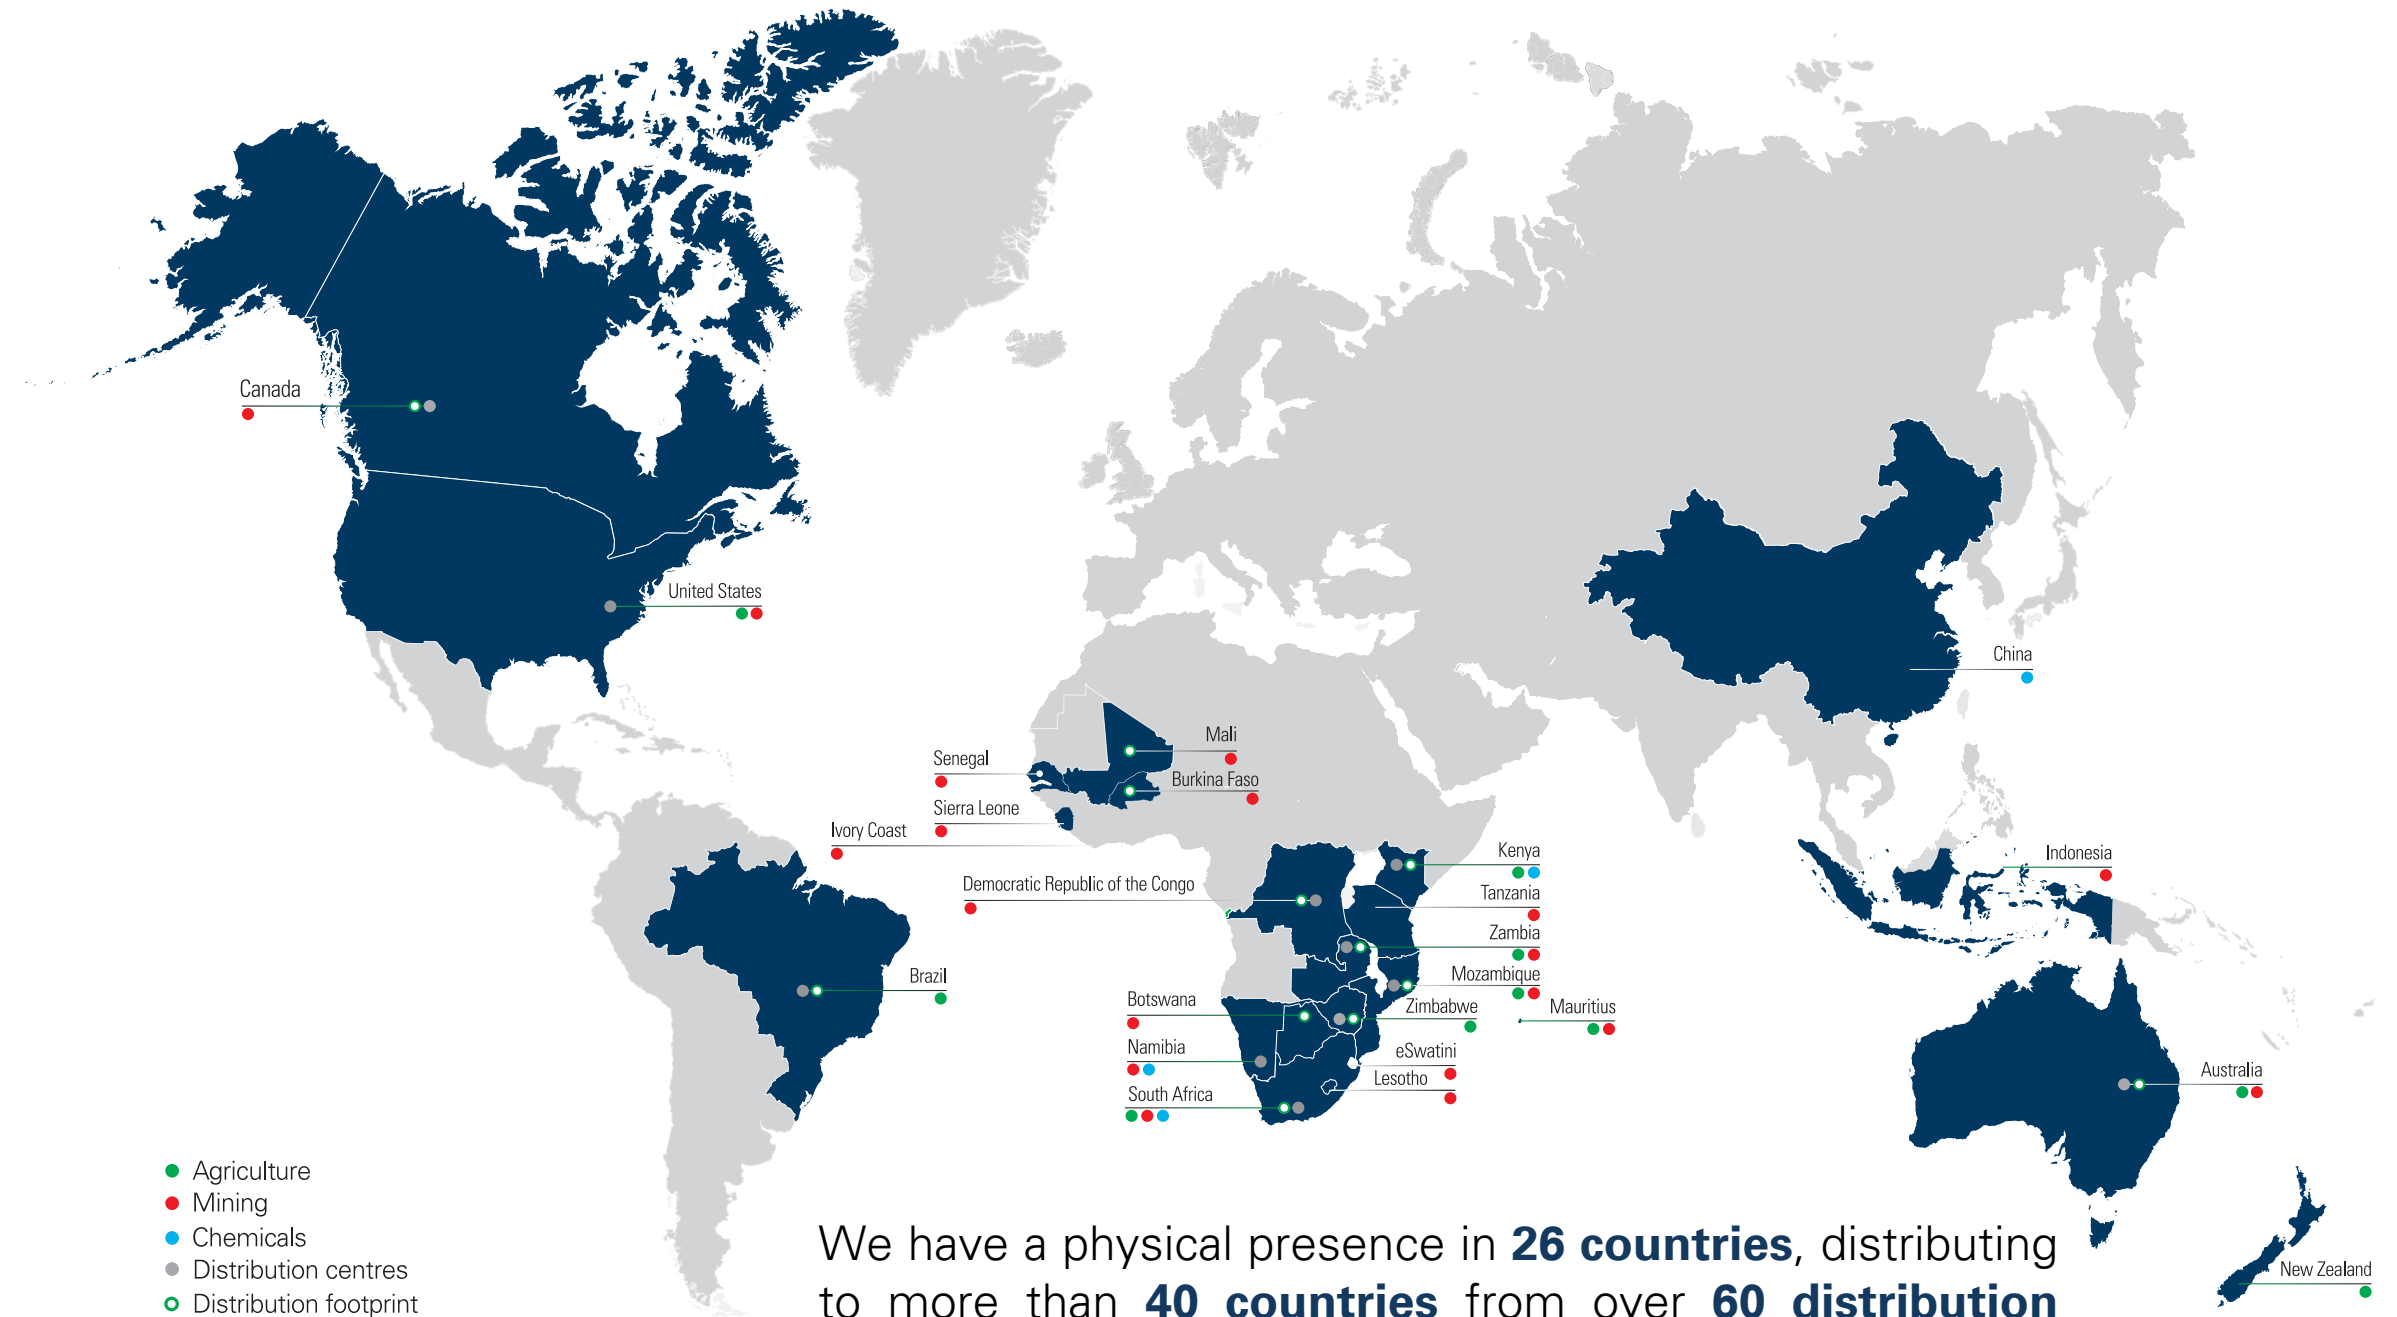 Canada
United States
China
Mali
Senegal
Burkina Faso
Sierra Leone
Ivory Coast
Kenya
Indonesia
Democratic Republic of the Congo
Tanzania
Zambia
Brazil
Mozambique
Botswana
Zimbabwe
Mauritius
Namibia
eSwatini
Australia
Lesotho
South Africa
Agriculture
Mining
Chemicals
Distribution centres
Distribution footprint
We have a physical presence in 26 countries, distributing
to more than 40 countries from over 60 distribution
New Zealand